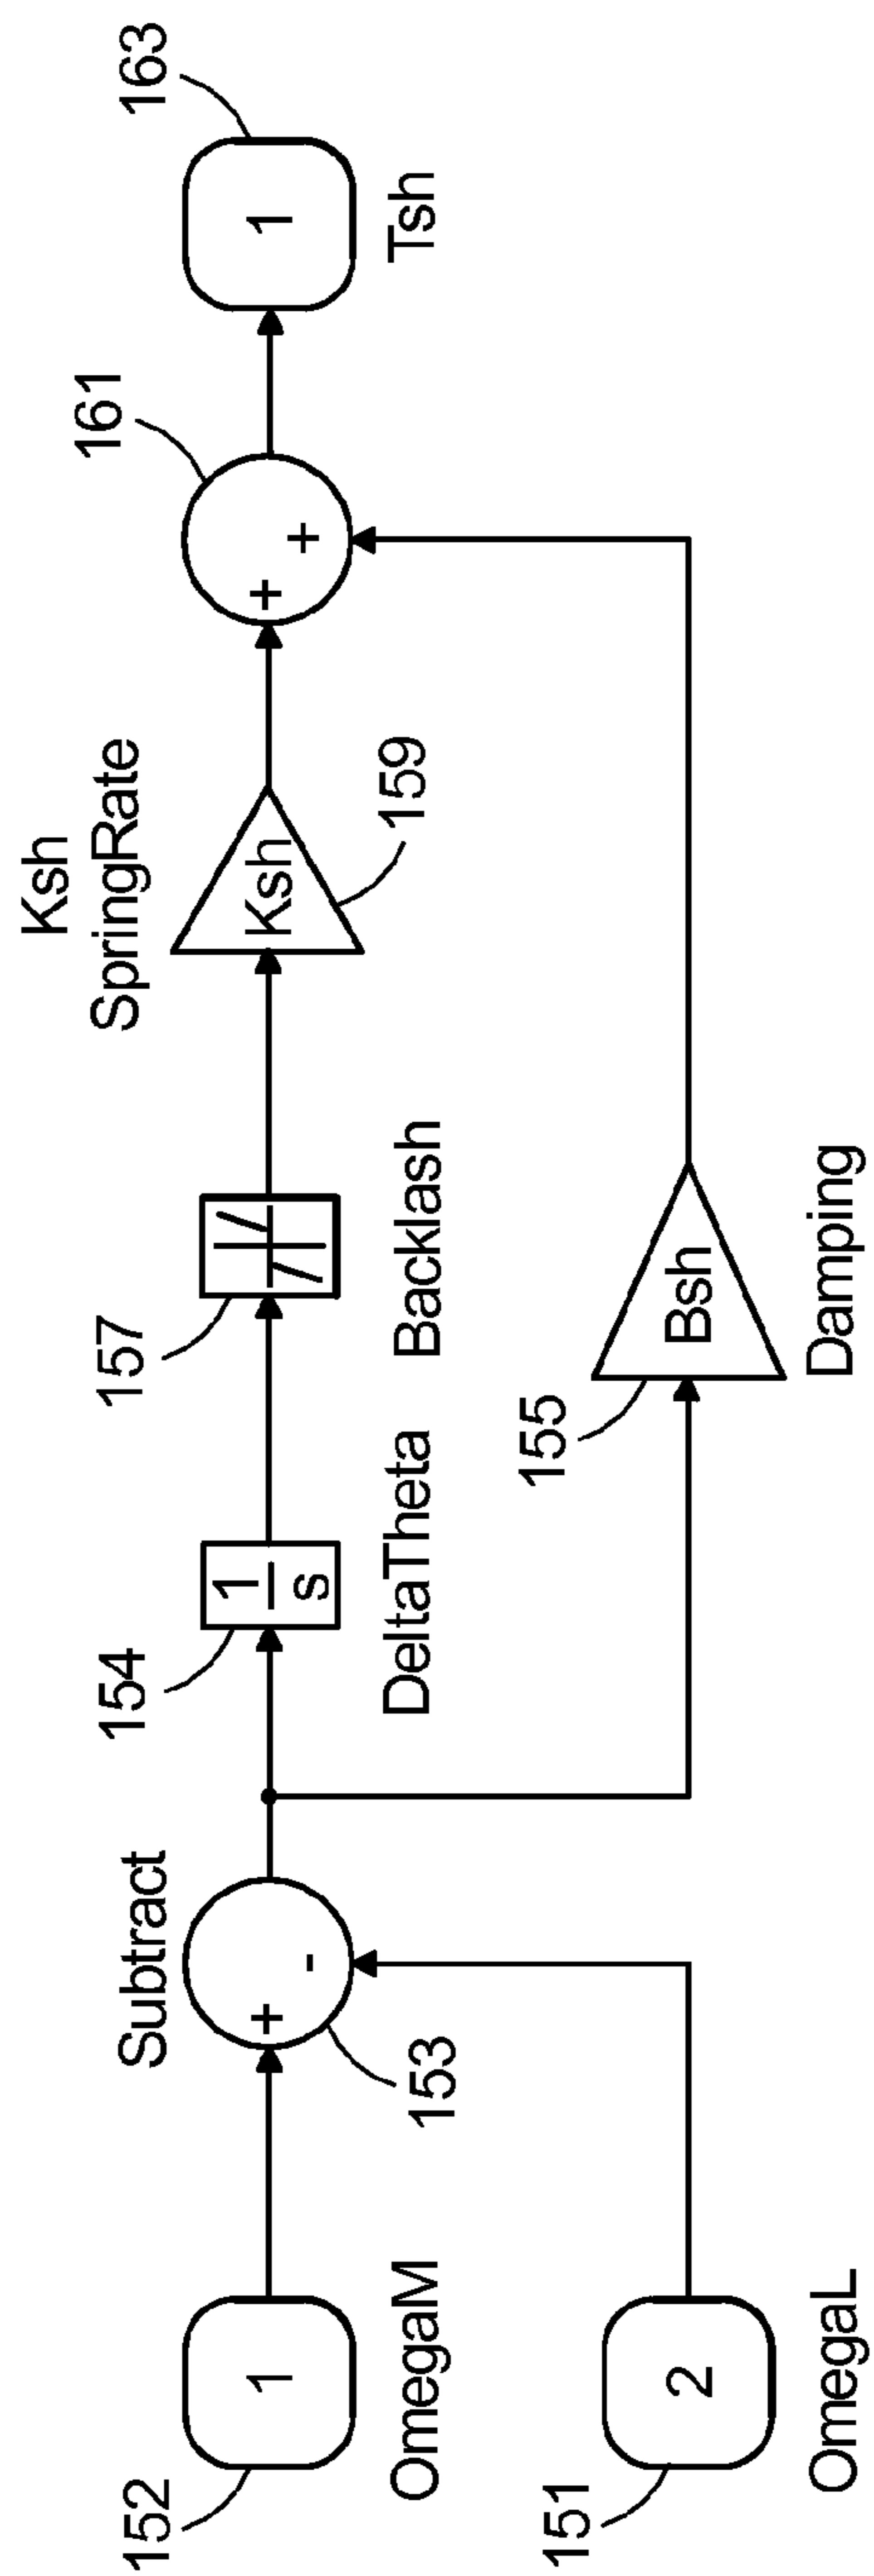 152
1
OmegaM
151
2
OmegaL
Subtract
+
-
153
154
1
s
DeltaTheta
157
Backlash
155
Bsh
Damping
Ksh
SpringRate
Ksh
159
161
+
+
163
1
Tsh